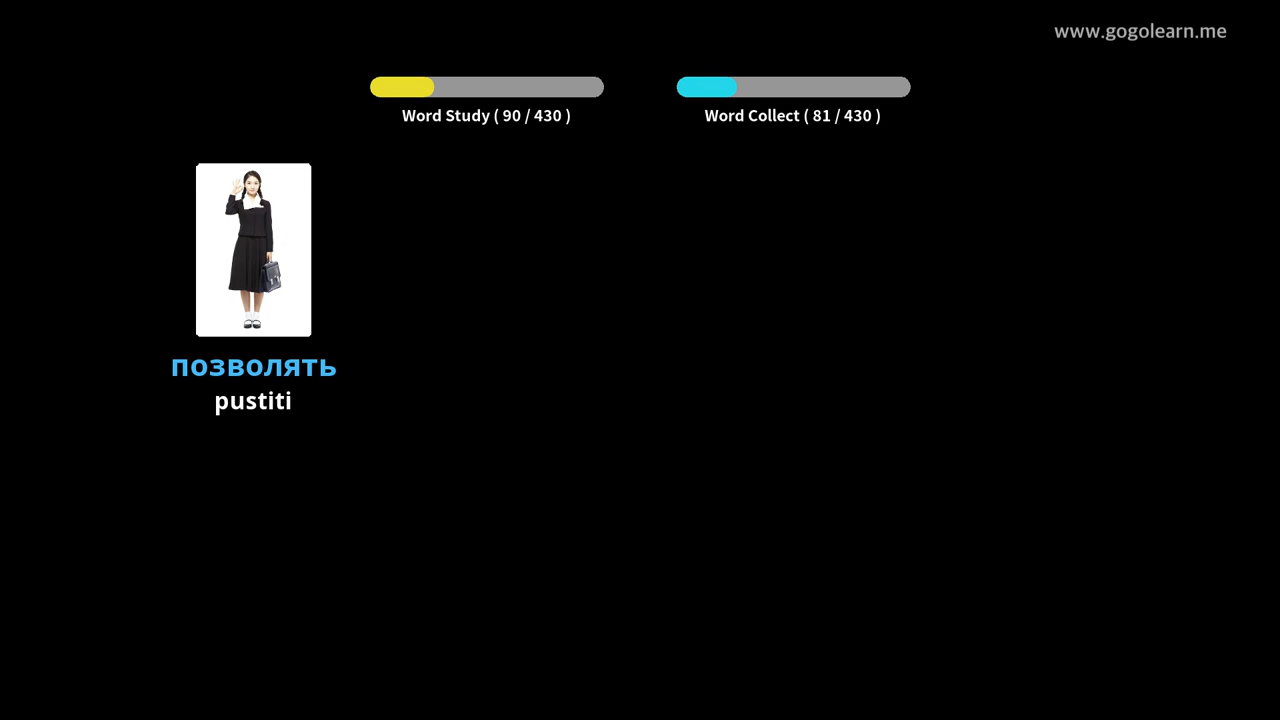 www.gogolearn.me
Word Study ( 90 / 430 )
Word Collect ( 81 / 430 )
позволять
pustiti